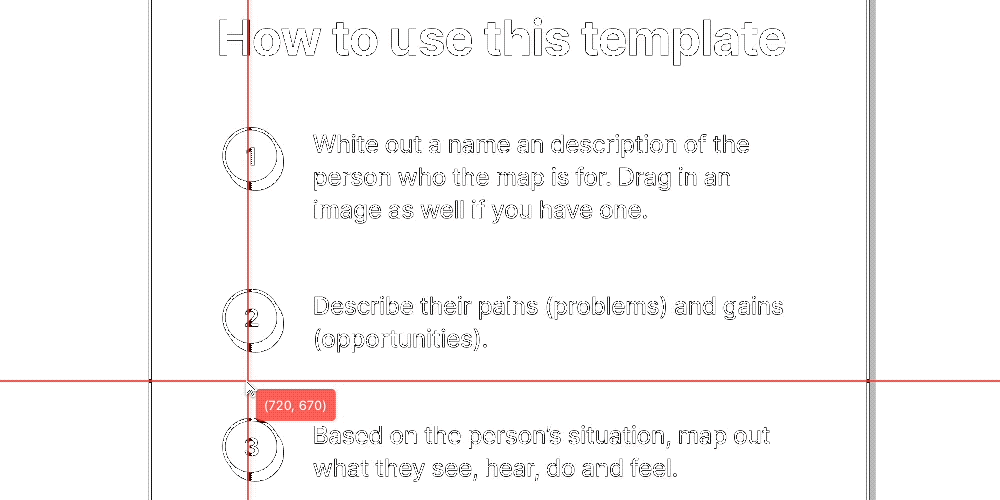 How to use this template
1
White out a name an description of the
person who the map is for. Drag in an
image as well if you have one.
2
Describe their pains (problems) and gains
(opportunities).
(720, 670)
3
Based on the person's situation, map out
what they see, hear, do and feel.